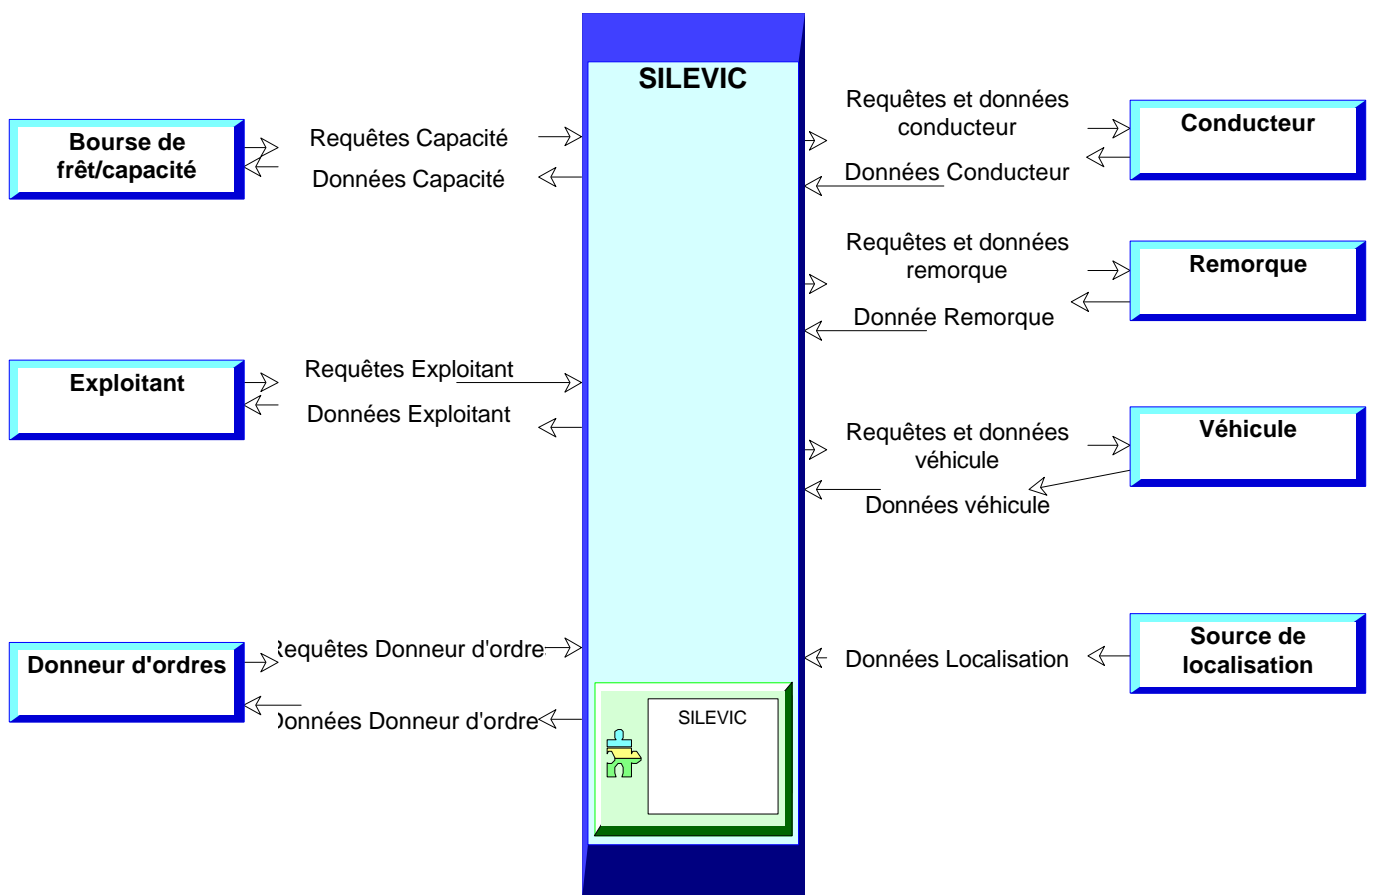 SILEVIC
Bourse de
frêt/capacité
Requêtes Capacité
Données Capacité
Exploitant
Requêtes Exploitant
Données Exploitant
Donneur d'ordres
Requêtes Donneur d'ordre
Données Donneur d'ordre
SILEVIC
Requêtes et données
conducteur
Données Conducteur
Conducteur
Requêtes et données
remorque
Donnée Remorque
Remorque
Requêtes et données
véhicule
Données véhicule
Véhicule
Données Localisation
Source de
localisation